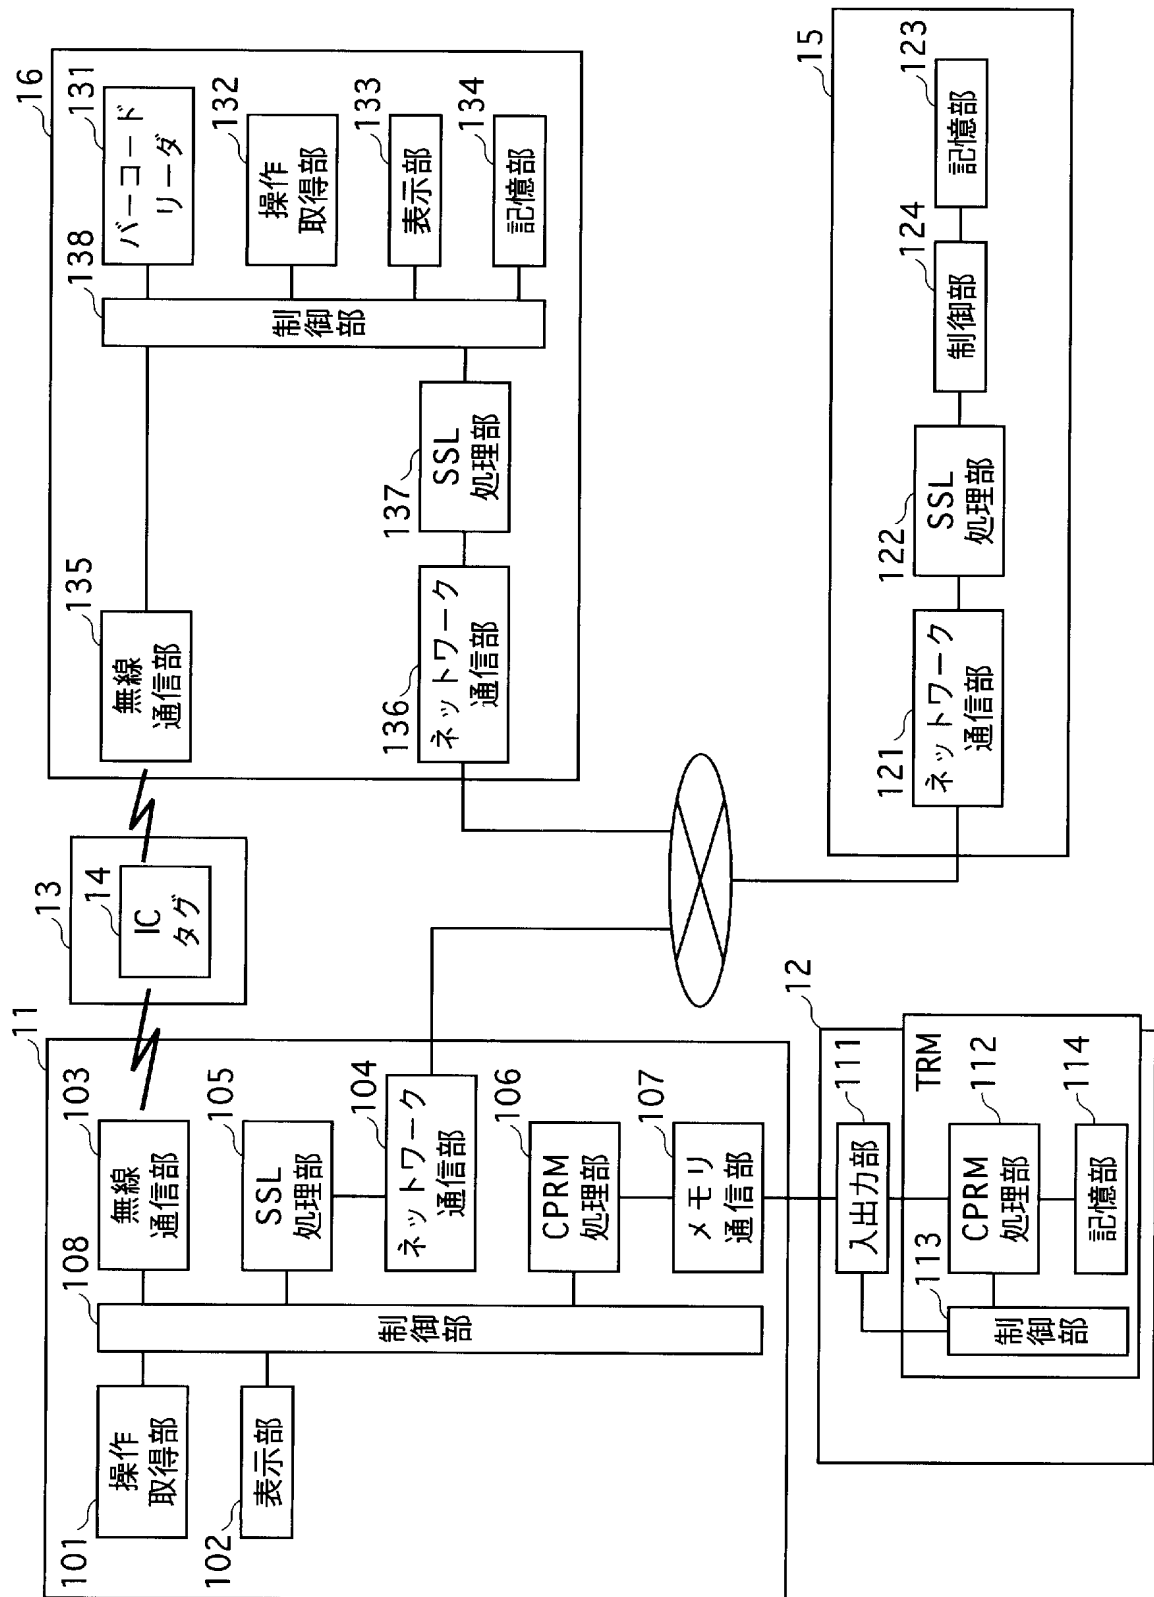 11
101
操作
取得部
102
表示部
108
制御部
103
無線
通信部
105
SSL
処理部
104
ネットワーク
通信部
106
CPRM
処理部
107
メモリ
通信部
13
14
IC
タグ
16
135
無線
通信部
138
制御部
131
バーコード
リーダ
132
操作
取得部
133
表示部
134
記憶部
137
SSL
処理部
136
ネットワーク
通信部
12
111
入出力部
TRM
113
制御部
112
CPRM
処理部
114
記憶部
15
121
ネットワーク
通信部
122
SSL
処理部
124
制御部
123
記憶部